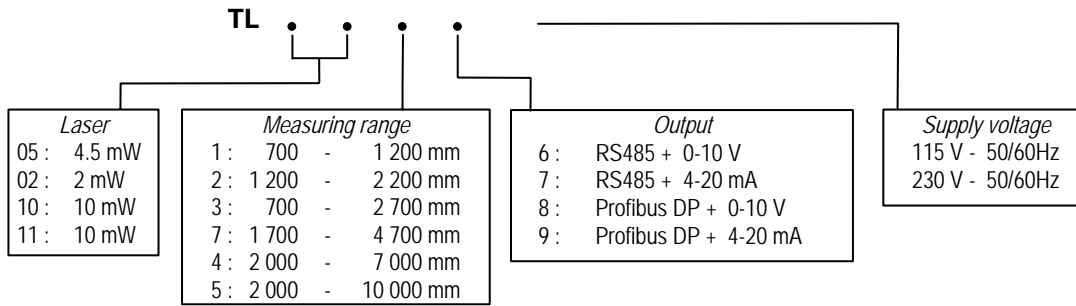 TL • • • •
Laser
05 : 4.5 mW
02 : 2 mW
10 : 10 mW
11 : 10 mW
Measuring range
1 : 700 - 1 200 mm
2 : 1 200 - 2 200 mm
3 : 700 - 2 700 mm
7 : 1 700 - 4 700 mm
4 : 2 000 - 7 000 mm
5 : 2 000 - 10 000 mm
Output
6 : RS485 + 0-10 V
7 : RS485 + 4-20 mA
8 : Profibus DP + 0-10 V
9 : Profibus DP + 4-20 mA
Supply voltage
115 V - 50/60Hz
230 V - 50/60Hz